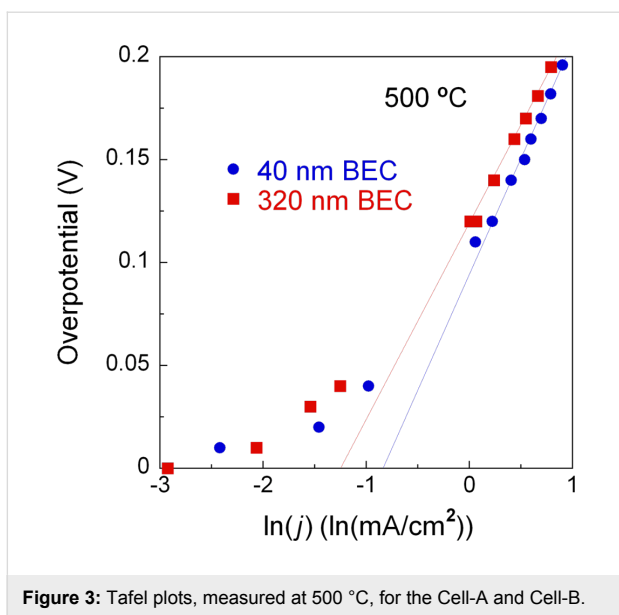 0.2
500 ºC
40 nm BEC
320 nm BEC
0.15
0.1
0.05
0
Overpotential (V)
-3 -2 -1 0 1
ln(j) (ln(mA/cm²))
Figure 3: Tafel plots, measured at 500 °C, for the Cell-A and Cell-B.